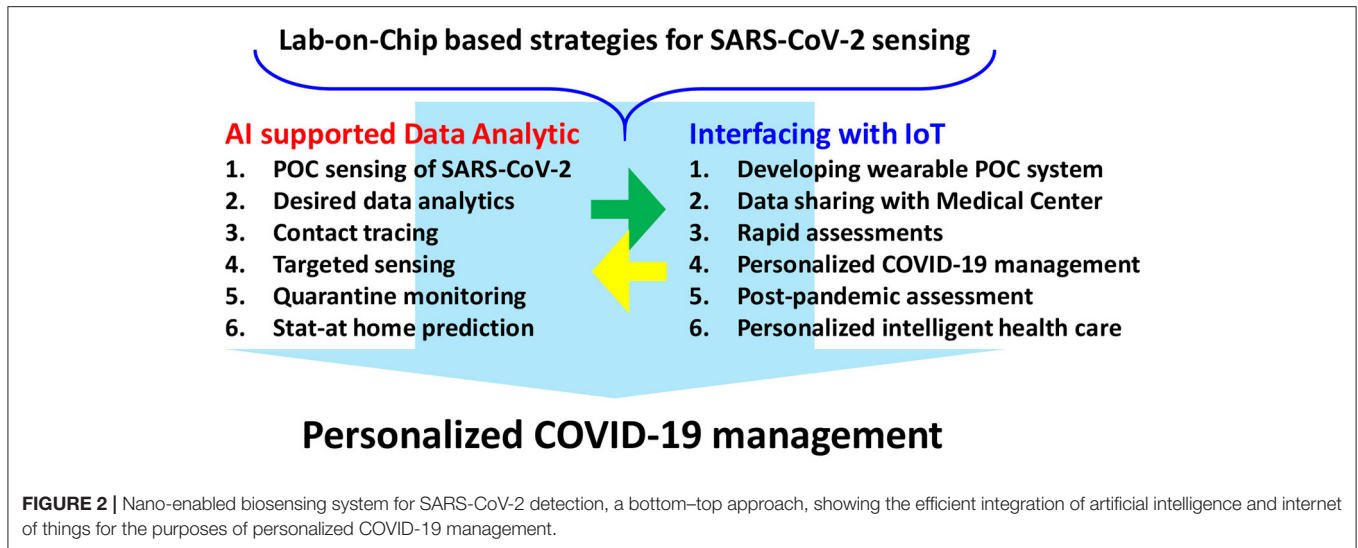 Lab-on-Chip based strategies for SARS-CoV-2 sensing
AI supported Data Analytic
1. POC sensing of SARS-CoV-2
2. Desired data analytics
3. Contact tracing
4. Targeted sensing
5. Quarantine monitoring
6. Stat-at home prediction
Interfacing with IoT
1. Developing wearable POC system
2. Data sharing with Medical Center
3. Rapid assessments
4. Personalized COVID-19 management
5. Post-pandemic assessment
6. Personalized intelligent health care
Personalized COVID-19 management
FIGURE 2 | Nano-enabled biosensing system for SARS-CoV-2 detection, a bottom–top approach, showing the efficient integration of artificial intelligence and internet
of things for the purposes of personalized COVID-19 management.